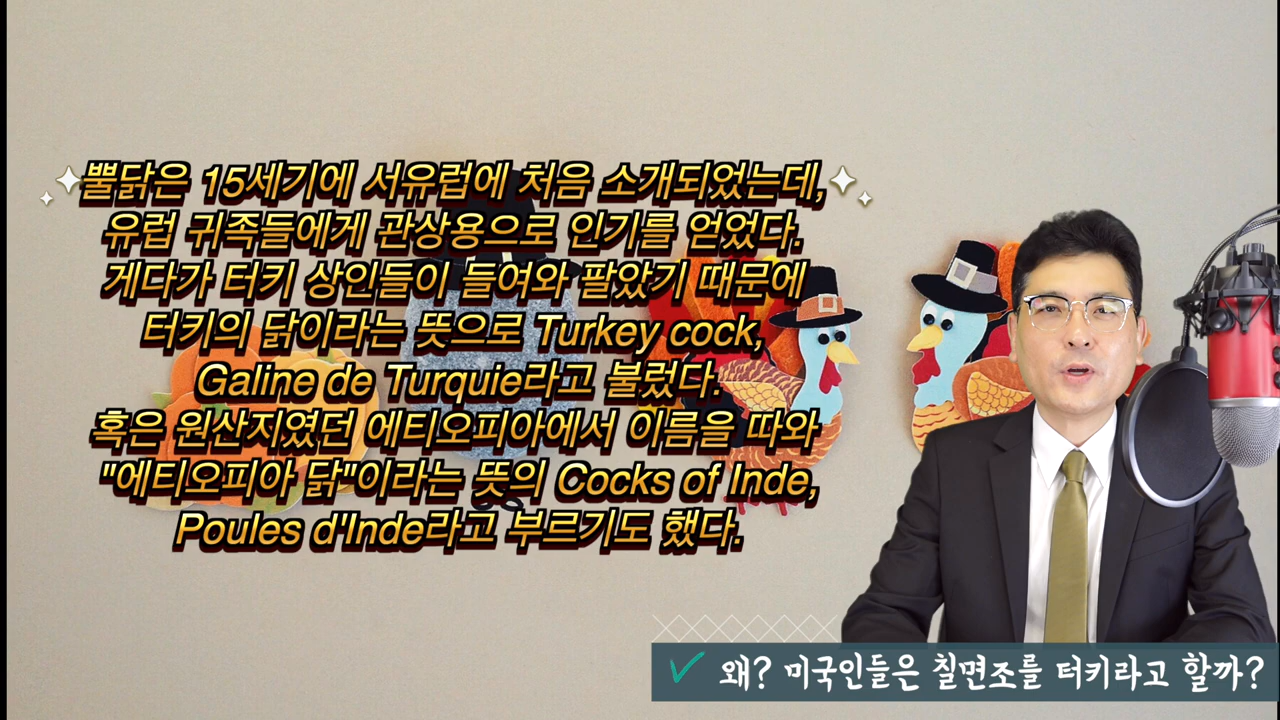 뿔닭은 15세기에 서유럽에 처음 소개되었는데,
유럽 귀족들에게 관상용으로 인기를 얻었다.
게다가 터키 상인들이 들여와 팔았기 때문에
터키의 닭이라는 뜻으로 Turkey cock,
Galine de Turquie라고 불렀다.
혹은 원산지였던 에티오피아에서 이름을 따와
"에티오피아 닭"이라는 뜻의 Cocks of Inde,
Poules d'Inde라고 부르기도 했다.
왜? 미국인들은 칠면조를 터키라고 할까?